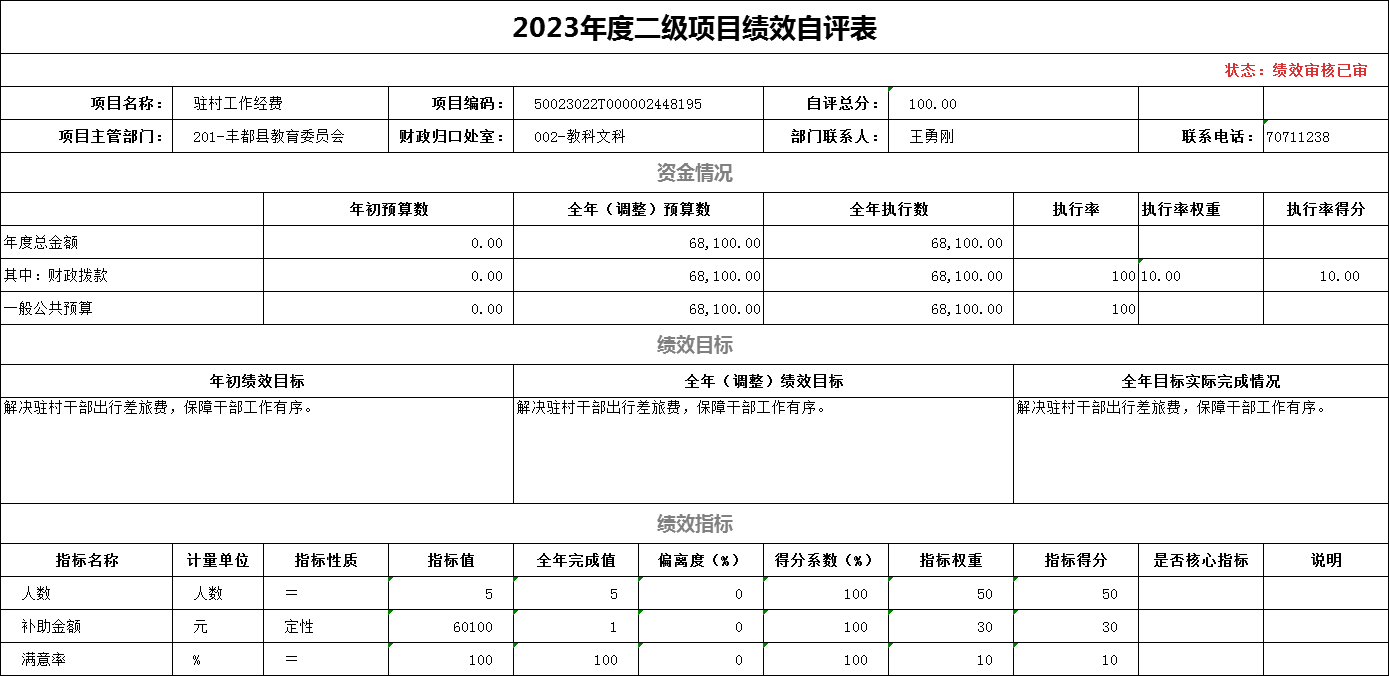 2023年度二级项目绩效自评表
状态：绩效审核已审
项目名称： 驻村工作经费 项目编码： 50023022T000002448195 自评总分： 100.00
项目主管部门： 201-丰都县教育委员会 财政归口处室： 002-教科文科 部门联系人： 王勇刚 联系电话： 70711238
资金情况
年初预算数 全年（调整）预算数 全年执行数 执行率 执行率权重 执行率得分
年度总金额 0.00 68,100.00 68,100.00
其中：财政拨款 0.00 68,100.00 68,100.00 100 10.00 10.00
一般公共预算 0.00 68,100.00 68,100.00 100
绩效目标
年初绩效目标 全年（调整）绩效目标 全年目标实际完成情况
解决驻村干部出行差旅费，保障干部工作有序。 解决驻村干部出行差旅费，保障干部工作有序。 解决驻村干部出行差旅费，保障干部工作有序。
绩效指标
指标名称 计量单位 指标性质 指标值 全年完成值 偏离度（%） 得分系数（%） 指标权重 指标得分 是否核心指标 说明
人数 人数 ＝ 5 5 0 100 50 50
补助金额 元 定性 60100 1 0 100 30 30
满意率 % ＝ 100 100 0 100 10 10